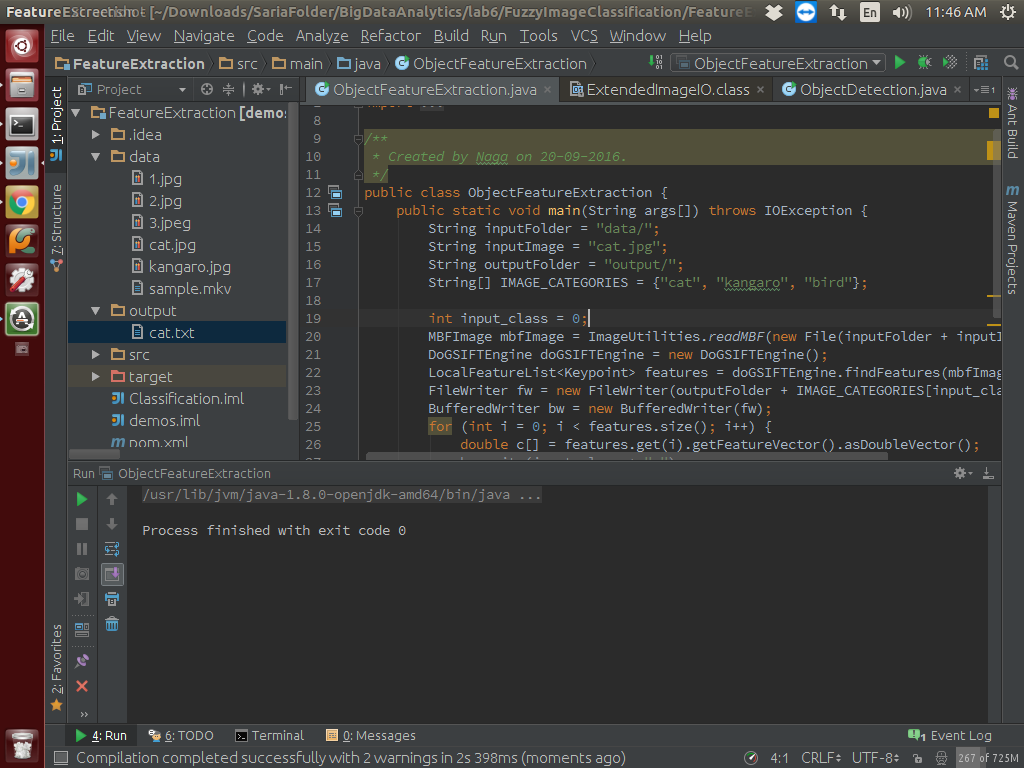 FeatureExtraction - [~/Downloads/SariaFolder/BigDataAnalytics/lab6/FuzzyImageClassification/FeatureE
En
11:46 AM
File Edit View Navigate Code Analyze Refactor Build Run Tools VCS Window Help
FeatureExtraction src main java ObjectFeatureExtraction
ObjectFeatureExtraction
Project
ObjectFeatureExtraction.java ExtendedImageIO.class ObjectDetection.java
1: Project
Z: Structure
2: Favorites
FeatureExtraction [demos
.idea
data
1.jpg
2.jpg
3.jpeg
cat.jpg
kangaro.jpg
sample.mkv
output
cat.txt
src
target
Classification.iml
demos.iml
pom.xml
8
9 /**
10 * Created by Naga on 20-09-2016.
11 */
12 public class ObjectFeatureExtraction {
13 public static void main(String args[]) throws IOException {
14 String inputFolder = "data/";
15 String inputImage = "cat.jpg";
16 String outputFolder = "output/";
17 String[] IMAGE_CATEGORIES = {"cat", "kangaro", "bird"};
18
19 int input_class = 0;
20 MBFImage mbfImage = ImageUtilities.readMBF(new File(inputFolder + inputI
21 DoGSIFTEngine doGSIFTEngine = new DoGSIFTEngine();
22 LocalFeatureList<Keypoint> features = doGSIFTEngine.findFeatures(mbfImag
23 FileWriter fw = new FileWriter(outputFolder + IMAGE_CATEGORIES[input_cla
24 BufferedWriter bw = new BufferedWriter(fw);
25 for (int i = 0; i < features.size(); i++) {
26 double c[] = features.get(i).getFeatureVector().asDoubleVector();
Ant Build
Maven Projects
Run ObjectFeatureExtraction
/usr/lib/jvm/java-1.8.0-openjdk-amd64/bin/java ...
Process finished with exit code 0
4: Run 6: TODO Terminal 0: Messages
Event Log
Compilation completed successfully with 2 warnings in 2s 398ms (moments ago)
4:1 CRLF UTF-8 267 of 725M